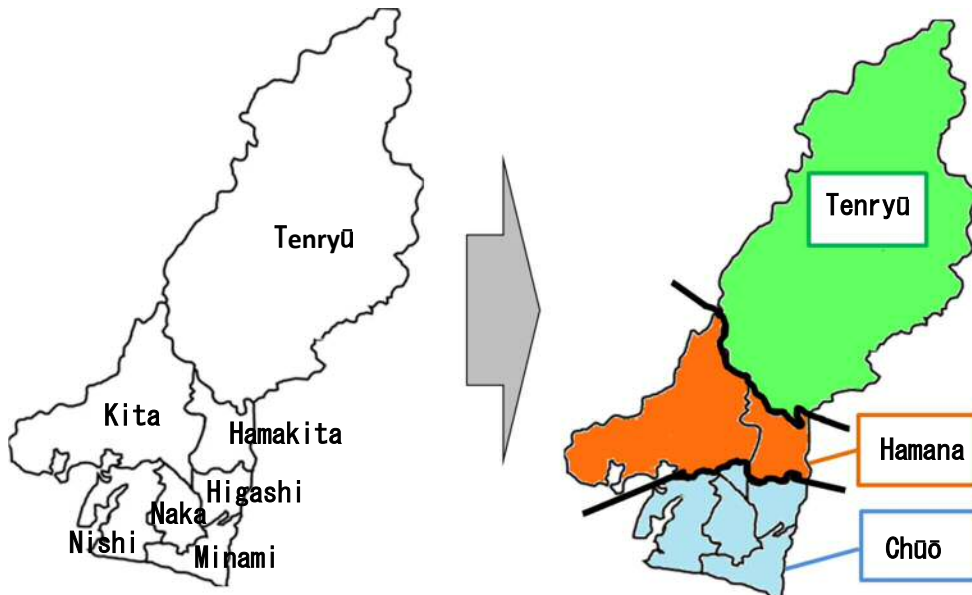 Tenryū
Kita
Hamakita
Higashi
Naka
Nishi
Minami
Tenryū
Hamana
Chūō